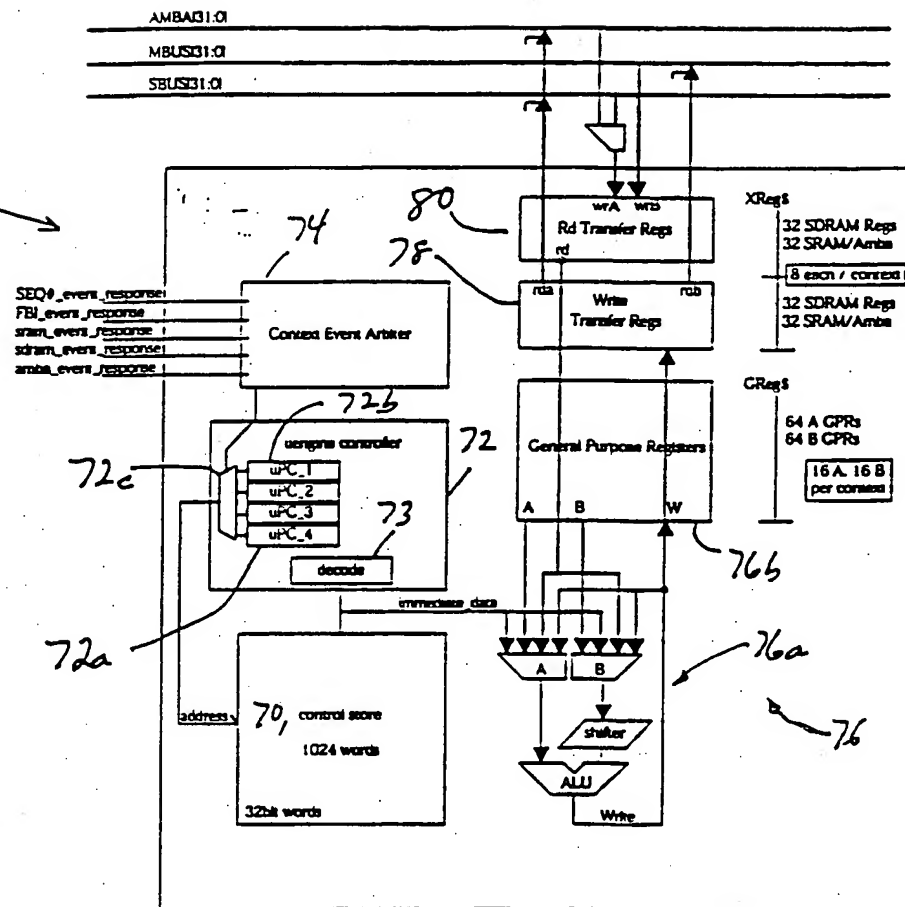 AMBA[31:0]
MBUS[31:0]
SBUS[31:0]
wrA wrB
80
Rd Transfer Regs
rd
XRegs
32 SDRAM Regs
32 SRAM/Amba
8 each / context
32 SDRAM Regs
32 SRAM/Amba
74
78
rda
rdb
Write
Transfer Regs
SEQ#_event_response
FBI_event_response
sram_event_response
sdram_event_response
amba_event_response
Context Event Arbiter
72b
GRegs
64 A GPRs
64 B GPRs
16 A, 16 B
per context
uengine controller
72
72c
uPC_1
uPC_2
uPC_3
uPC_4
73
decode
General Purpose Registers
A B W
76b
immediate data
72a
76a
A B
address
70,
control store
1024 words
32bit words
shifter
76
ALU
Write